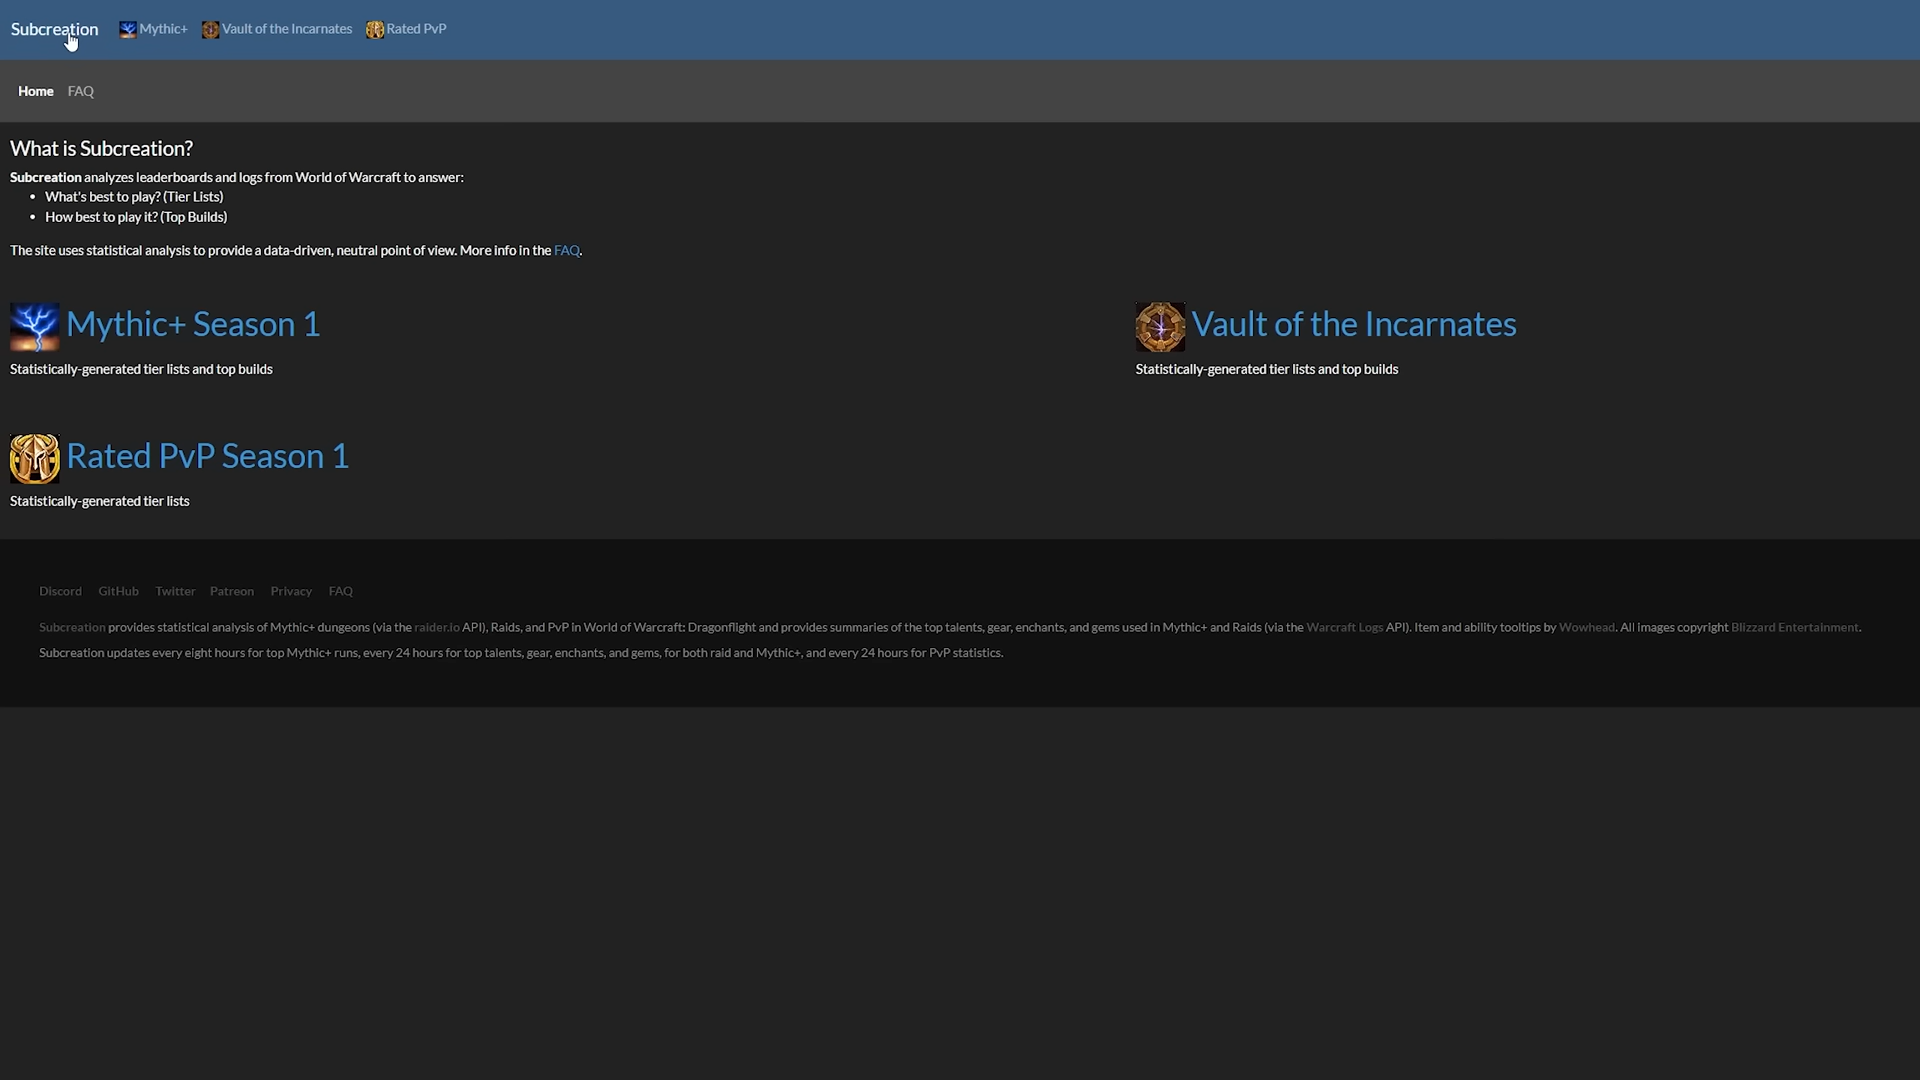 Subcreation Mythic+ Vault of the Incarnates Rated PvP
Home FAQ
What is Subcreation?
Subcreation analyzes leaderboards and logs from World of Warcraft to answer:
• What's best to play? (Tier Lists)
• How best to play it? (Top Builds)
The site uses statistical analysis to provide a data-driven, neutral point of view. More info in the FAQ.
Mythic+ Season 1
Statistically-generated tier lists and top builds
Vault of the Incarnates
Statistically-generated tier lists and top builds
Rated PvP Season 1
Statistically-generated tier lists
Discord GitHub Twitter Patreon Privacy FAQ
Subcreation provides statistical analysis of Mythic+ dungeons (via the raider.io API), Raids, and PvP in World of Warcraft: Dragonflight and provides summaries of the top talents, gear, enchants, and gems used in Mythic+ and Raids (via the Warcraft Logs API). Item and ability tooltips by Wowhead. All images copyright Blizzard Entertainment.
Subcreation updates every eight hours for top Mythic+ runs, every 24 hours for top talents, gear, enchants, and gems, for both raid and Mythic+, and every 24 hours for PvP statistics.